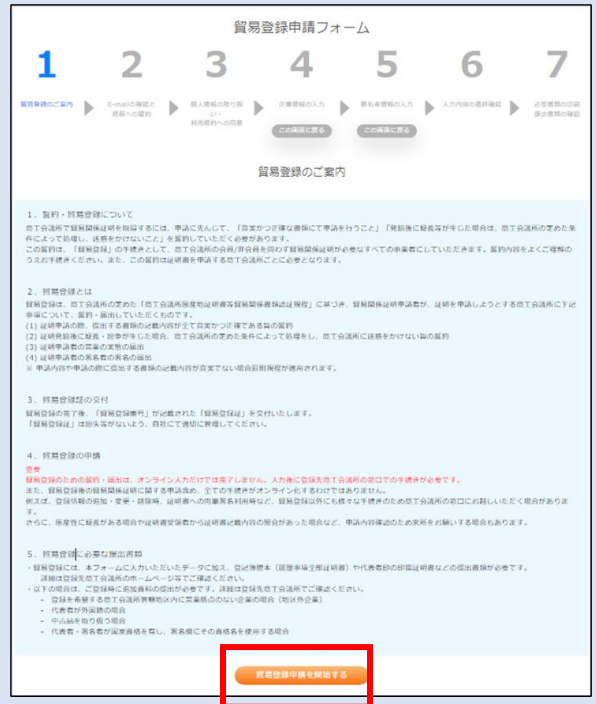 貿易登録申請フォーム
1 2 3 4 5 6 7
貿易登録のご案内 E-mailの確認と 個人情報の取り扱 企業情報の入力 署名者情報の入力 入力内容の最終確認 必要書類の印刷
規約への誓約 い・ 提出書類の確認
利用規約への同意
この画面に戻る この画面に戻る
貿易登録のご案内
1．誓約・貿易登録について
商工会議所で貿易関係証明を取得するには、申請に先んじて、「真実かつ正確な書類にて申請を行うこと」「発給後に疑義等が生じた場合は、商工会議所の定めた条
件によって処理し、迷惑をかけないこと」を誓約していただく必要があります。
この誓約は、「貿易登録」の手続きとして、商工会議所の会員/非会員を問わず貿易関係証明が必要なすべての事業者にしていただきます。誓約内容をよくご理解の
うえお手続きください。また、この誓約は証明書を申請する商工会議所ごとに必要となります。
2．貿易登録とは
貿易登録は、商工会議所の定めた「商工会議所原産地証明書等貿易関係書類認証規程」に基づき、貿易関係証明申請者が、証明を申請しようとする商工会議所に下記
事項について、誓約・届出していただくものです。
(1) 証明申請の際、提出する書類の記載内容が全て真実かつ正確である旨の誓約
(2) 証明発給後に疑義・紛争が生じた場合、商工会議所の定めた条件によって処理をし、商工会議所に迷惑をかけない旨の誓約
(3) 証明申請者の営業の実態の届出
(4) 証明申請者の署名者の署名の届出
※ 申請内容や申請の際に提出する書類の記載内容が真実でない場合罰則規程が適用されます。
3．貿易登録証の交付
貿易登録の完了後、「貿易登録番号」が記載された「貿易登録証」を交付いたします。
「貿易登録証」は紛失等がないよう、自社にて適切に管理してください。
4．貿易登録の申請
重要
貿易登録のための誓約・届出は、オンライン入力だけでは完了しません。入力後に登録先商工会議所の窓口での手続きが必要です。
また、貿易登録後の貿易関係証明に関する申請含め、全ての手続きがオンライン化するわけではありません。
例えば、登録情報の追加・変更・削除時、証明書への肉筆署名利用時など、貿易登録以外にも様々な手続きのため商工会議所の窓口にお越しいただく場合がありま
す。
さらに、原産性に疑義がある場合や証明書受領者から証明書記載内容の照会があった場合など、申請内容確認のため来所をお願いする場合もあります。
5．貿易登録に必要な提出書類
・貿易登録には、本フォームに入力いただいたデータに加え、登記簿謄本（履歴事項全部証明書）や代表者印の印鑑証明書などの提出書類が必要です。
詳細は登録先商工会議所のホームページ等でご確認ください。
・以下の場合は、ご登録時に追加資料の提出が必要です。詳細は登録先商工会議所でご確認ください。
- 登録を希望する商工会議所管轄地区内に営業拠点のない企業の場合（地区外企業）
- 代表者が外国籍の場合
- 中古品を取り扱う場合
- 代表者・署名者が国家資格を有し、署名欄にその資格名を使用する場合
貿易登録申請を開始する